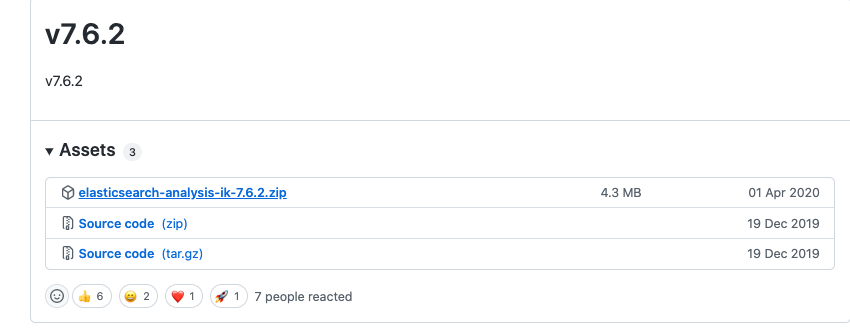 v7.6.2
v7.6.2
Assets 3
elasticsearch-analysis-ik-7.6.2.zip 4.3 MB 01 Apr 2020
Source code (zip) 19 Dec 2019
Source code (tar.gz) 19 Dec 2019
👍 6 😄 2 ❤️ 1 🚀 1 7 people reacted